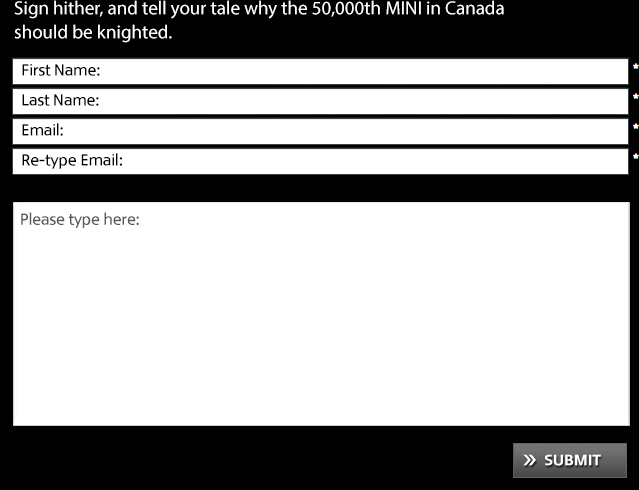 Sign hither, and tell your tale why the 50,000th MINI in Canada
should be knighted.
First Name: *
Last Name: *
Email: *
Re-type Email: *
Please type here:
» SUBMIT